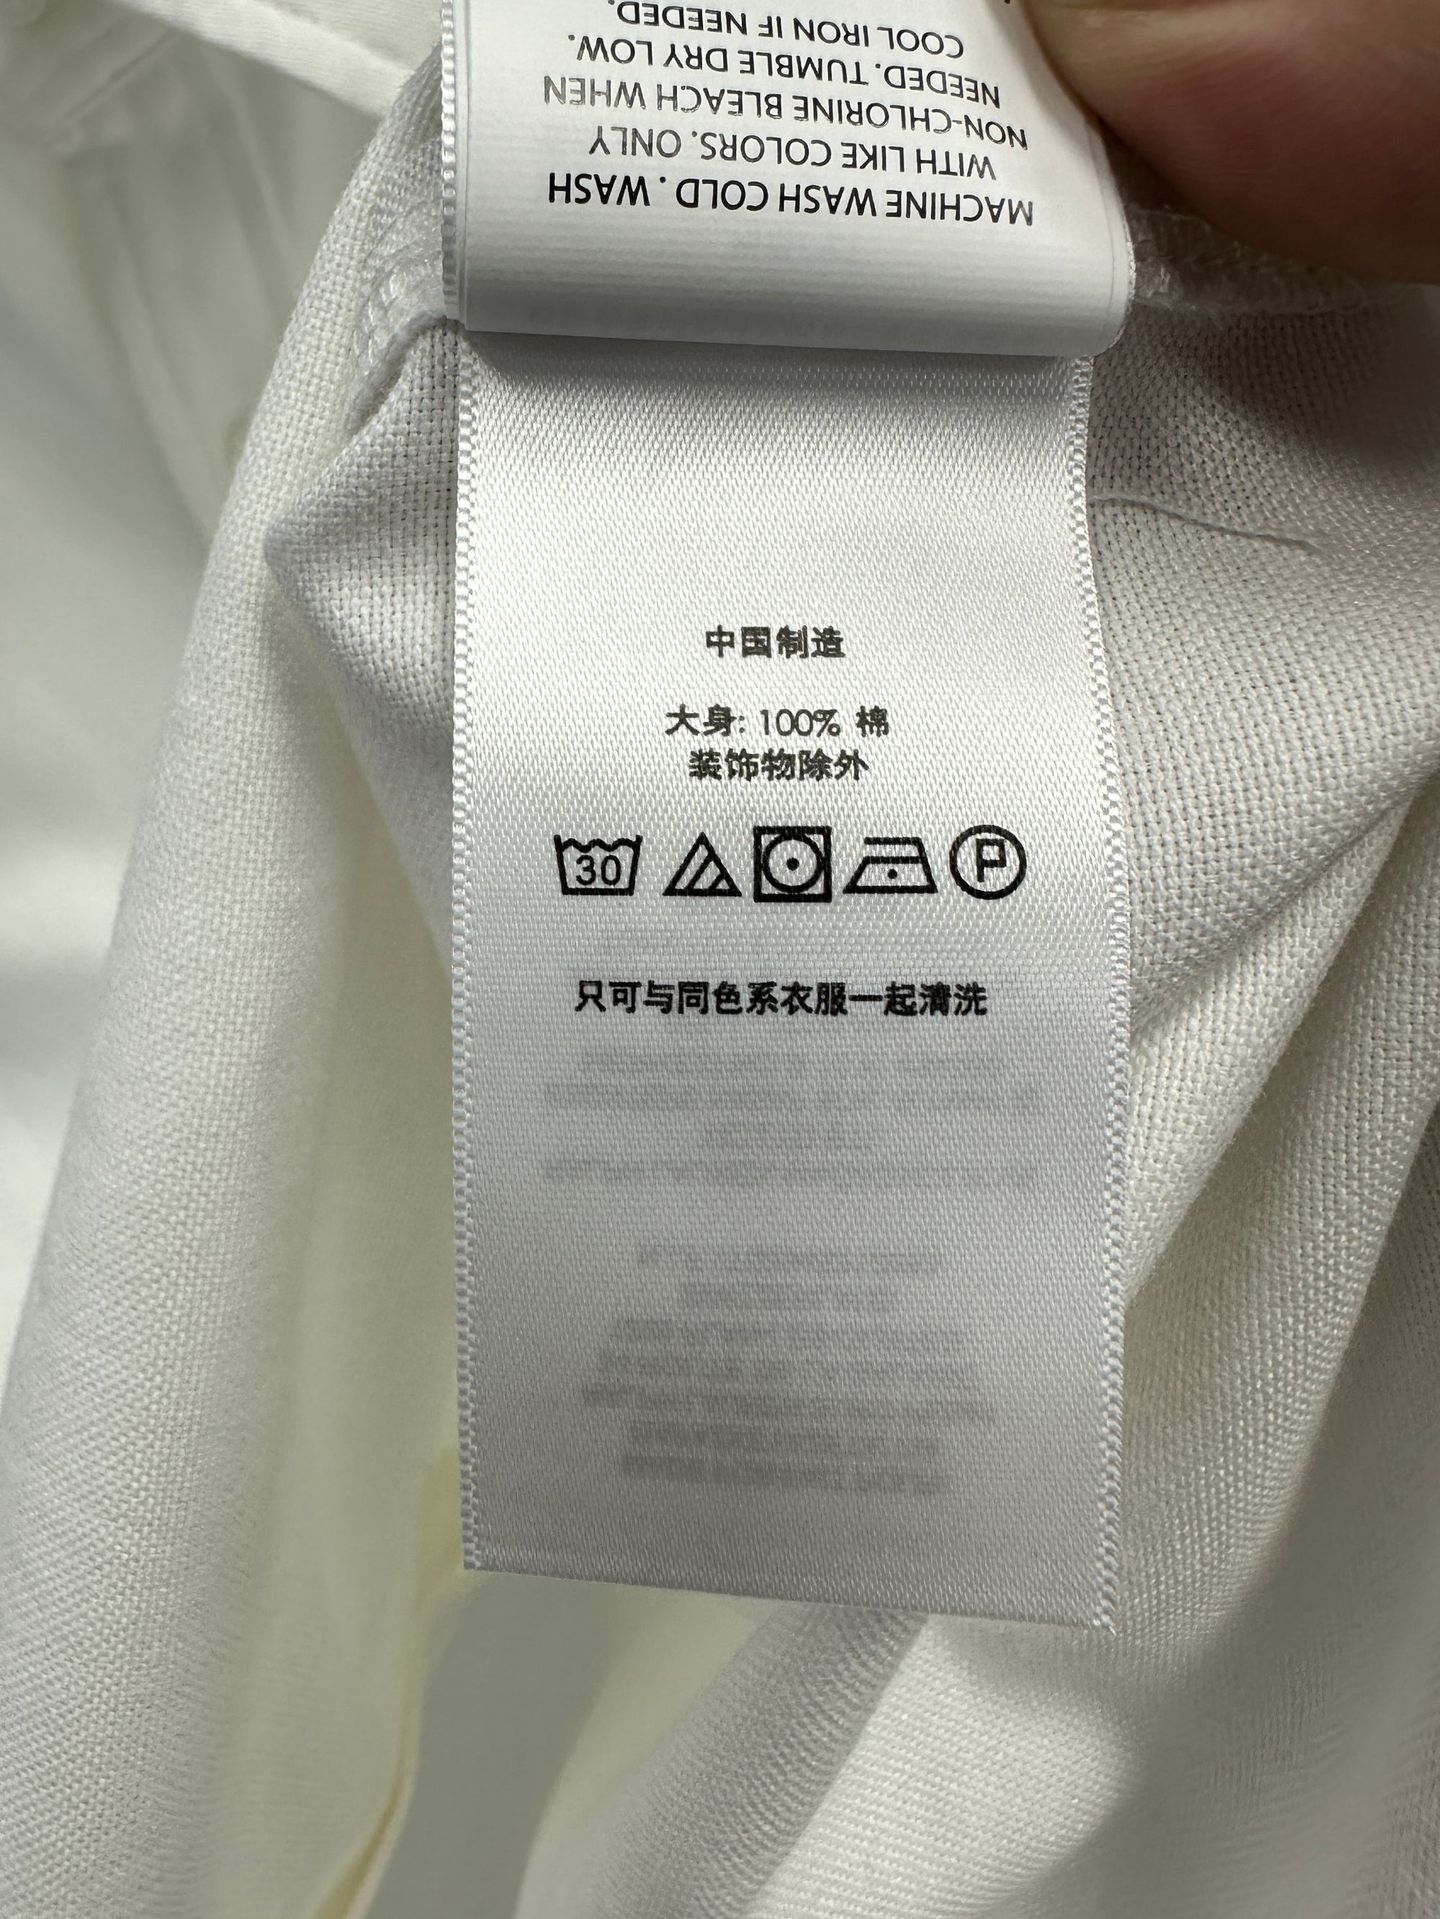 MACHINE WASH COLD. WASH
WITH LIKE COLORS. ONLY
NON-CHLORINE BLEACH WHEN
NEEDED. TUMBLE DRY LOW.
COOL IRON IF NEEDED.
中国制造
大身: 100% 棉
装饰物除外
30 P
只可与同色系衣服一起清洗